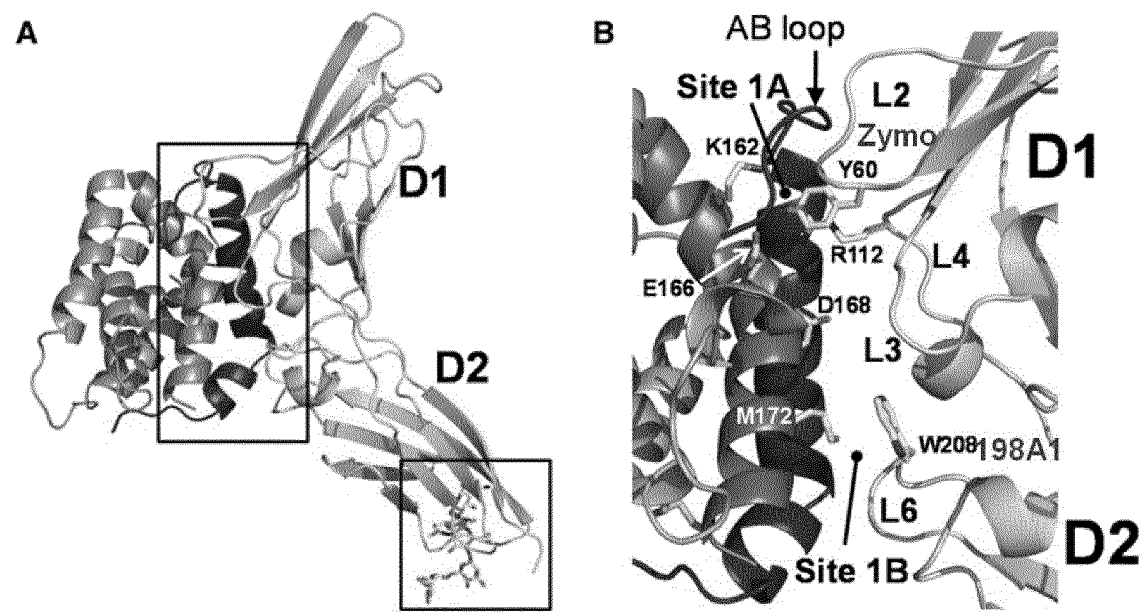 A
D1
D2
B
AB loop
Site 1A
L2
Zymo
K162
Y60
D1
R112
L4
E166
D168
L3
M172
W208
198A1
L6
D2
Site 1B